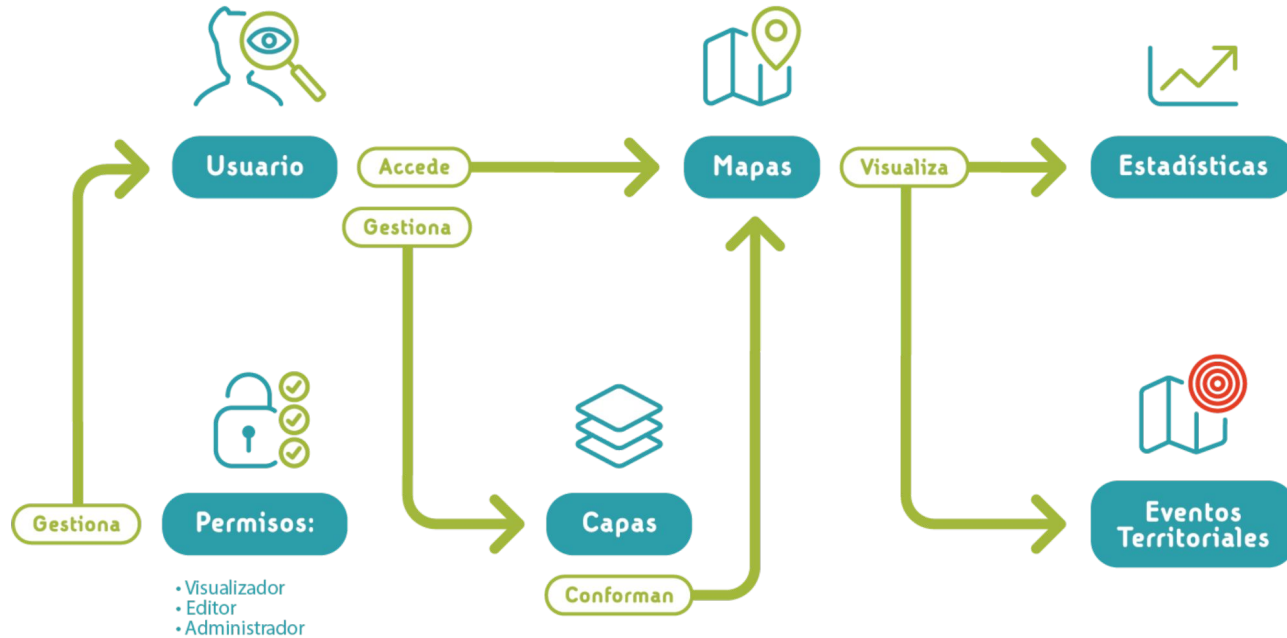 Usuario
Accede
Mapas
Visualiza
Estadísticas
Gestiona
Gestiona
Permisos:
Capas
Eventos
Territoriales
Conforman
• Visualizador
• Editor
• Administrador